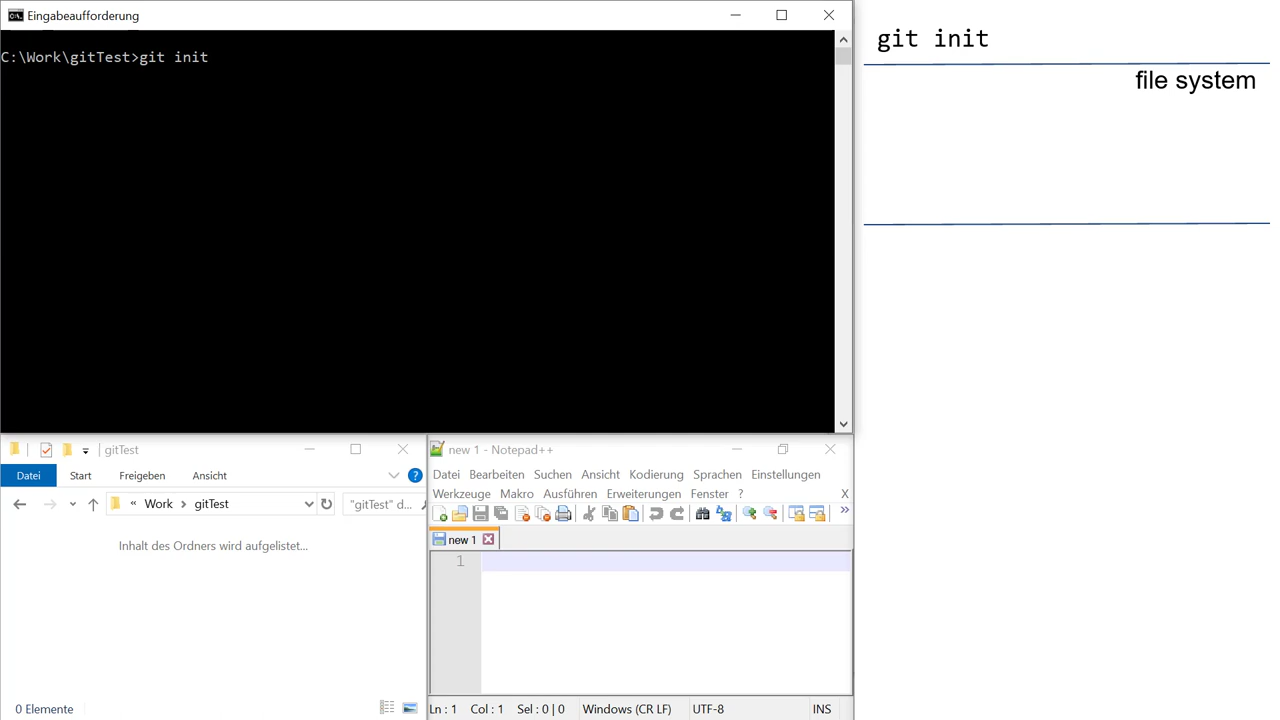 Eingabeaufforderung
C:\Work\gitTest>git init
git init
file system
gitTest
Datei Start Freigeben Ansicht
« Work > gitTest "gitTest" d...
Inhalt des Ordners wird aufgelistet...
0 Elemente
new 1 - Notepad++
Datei Bearbeiten Suchen Ansicht Kodierung Sprachen Einstellungen
Werkzeuge Makro Ausführen Erweiterungen Fenster ? X
new 1
1
Ln : 1 Col : 1 Sel : 0 | 0 Windows (CR LF) UTF-8 INS